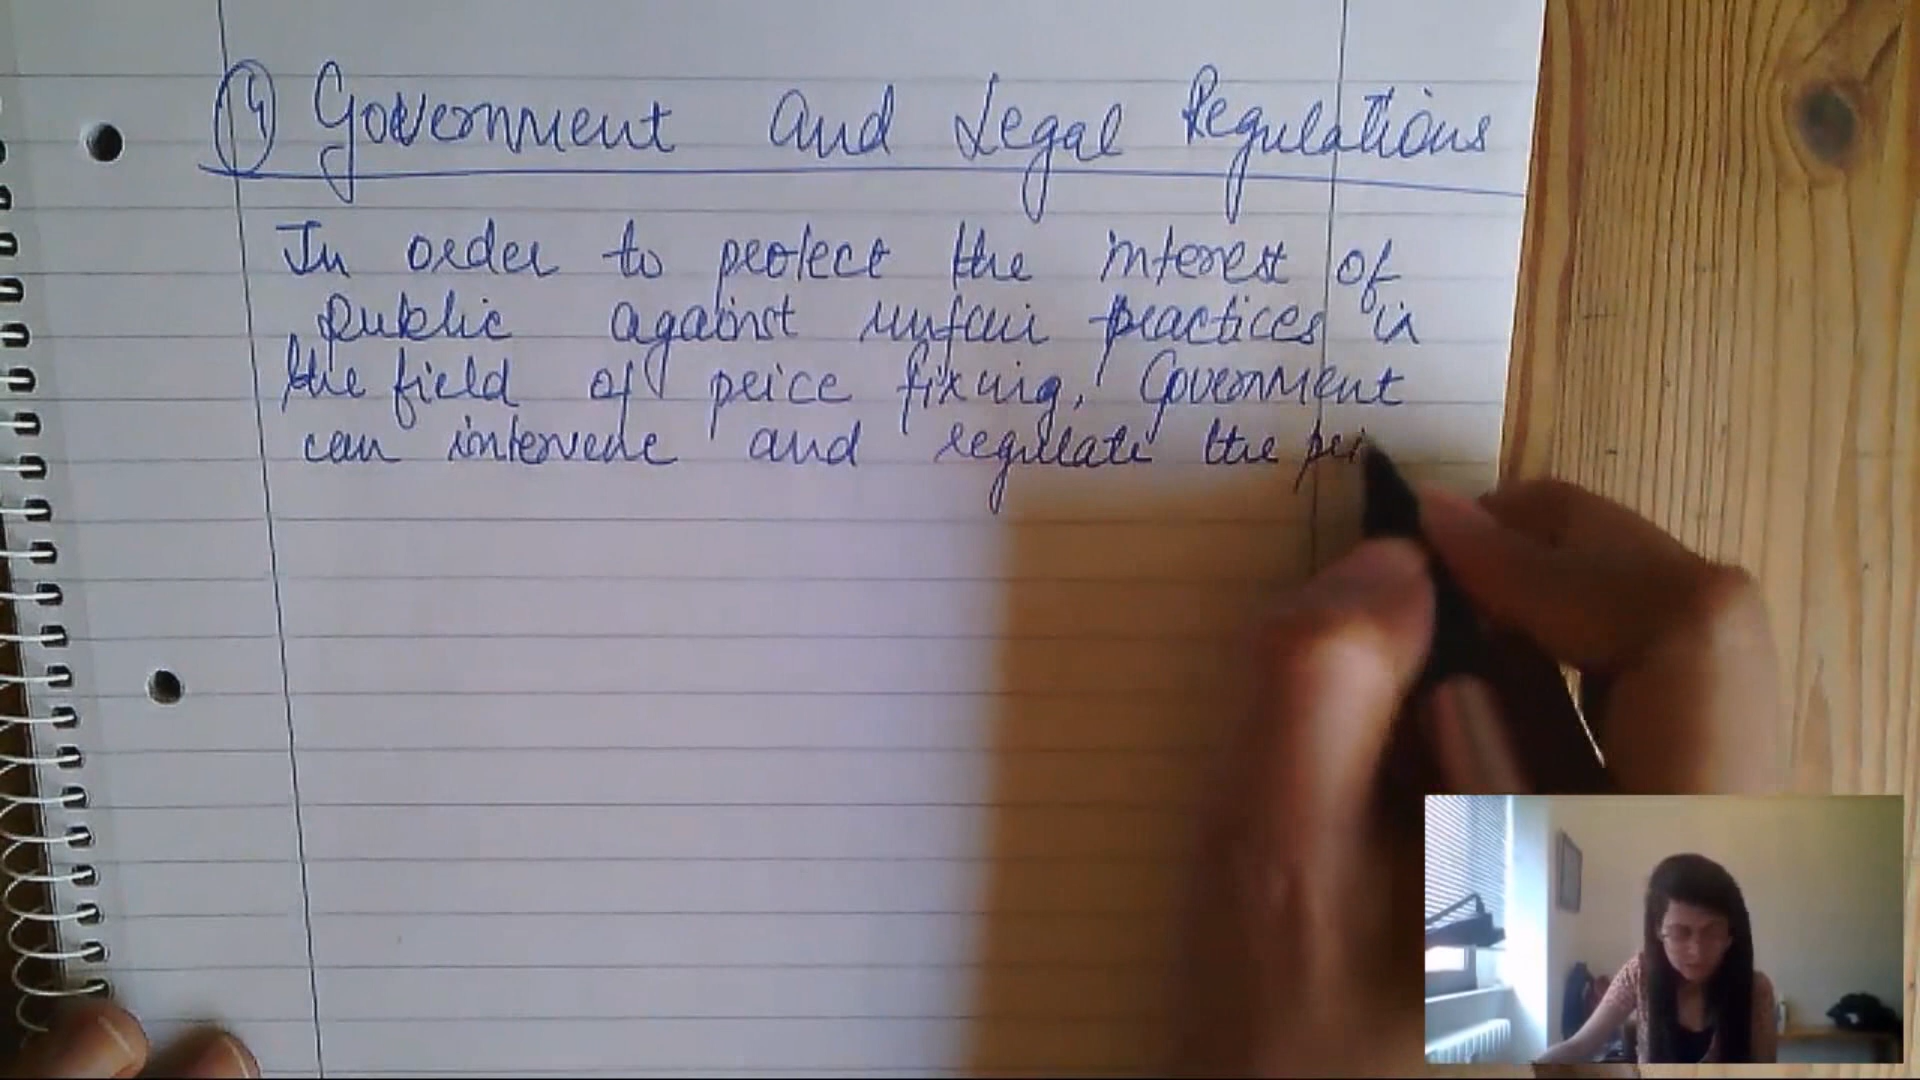 ④ Government and Legal Regulations
In order to protect the interest of
public against unfair practices in
the field of price fixing, Government
can intervene and regulate the pri